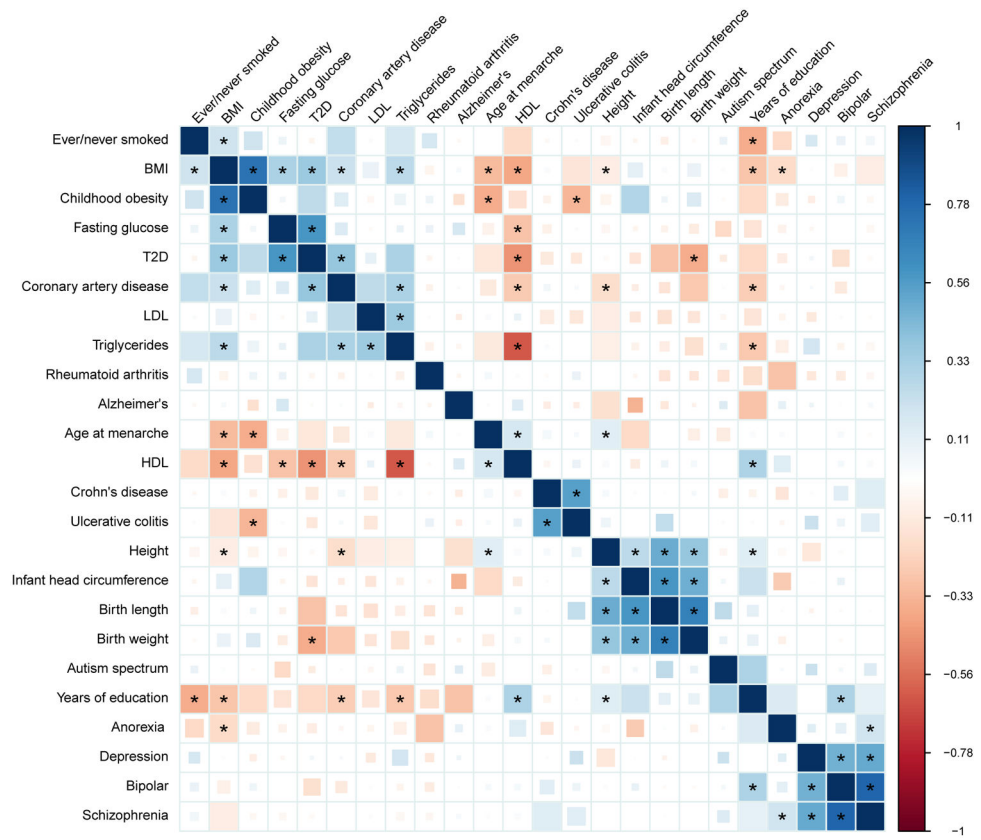 Ever/never smoked
BMI
Childhood obesity
Fasting glucose
T2D
Coronary artery disease
LDL
Triglycerides
Rheumatoid arthritis
Alzheimer's
Age at menarche
HDL
Crohn's disease
Ulcerative colitis
Height
Infant head circumference
Birth length
Birth weight
Autism spectrum
Years of education
Anorexia
Depression
Bipolar
Schizophrenia
Ever/never smoked * *
BMI * * * * * * * * * * *
Childhood obesity * * *
Fasting glucose * * *
T2D * * * * *
Coronary artery disease * * * * * *
LDL *
Triglycerides * * * * *
Rheumatoid arthritis
Alzheimer's
Age at menarche * * * *
HDL * * * * * * *
Crohn's disease *
Ulcerative colitis * *
Height * * * * * * *
Infant head circumference * * *
Birth length * * *
Birth weight * * * *
Autism spectrum
Years of education * * * * * * *
Anorexia * *
Depression * *
Bipolar * * *
Schizophrenia * * *
1
0.78
0.56
0.33
0.11
−0.11
−0.33
−0.56
−0.78
−1